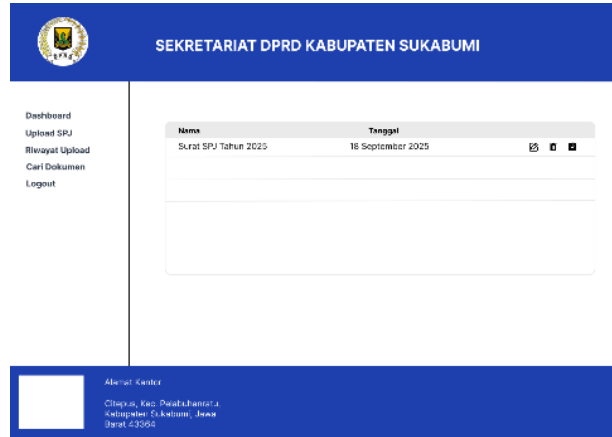 DPRD
SEKRETARIAT DPRD KABUPATEN SUKABUMI
Dashboard
Upload SPJ
Riwayat Upload
Cari Dokumen
Logout
Nama Tanggal
Surat SPJ Tahun 2025 18 September 2025
Alamat Kantor
Citepus, Kec. Pelabuhanratu,
Kabupaten Sukabumi, Jawa
Barat 43364